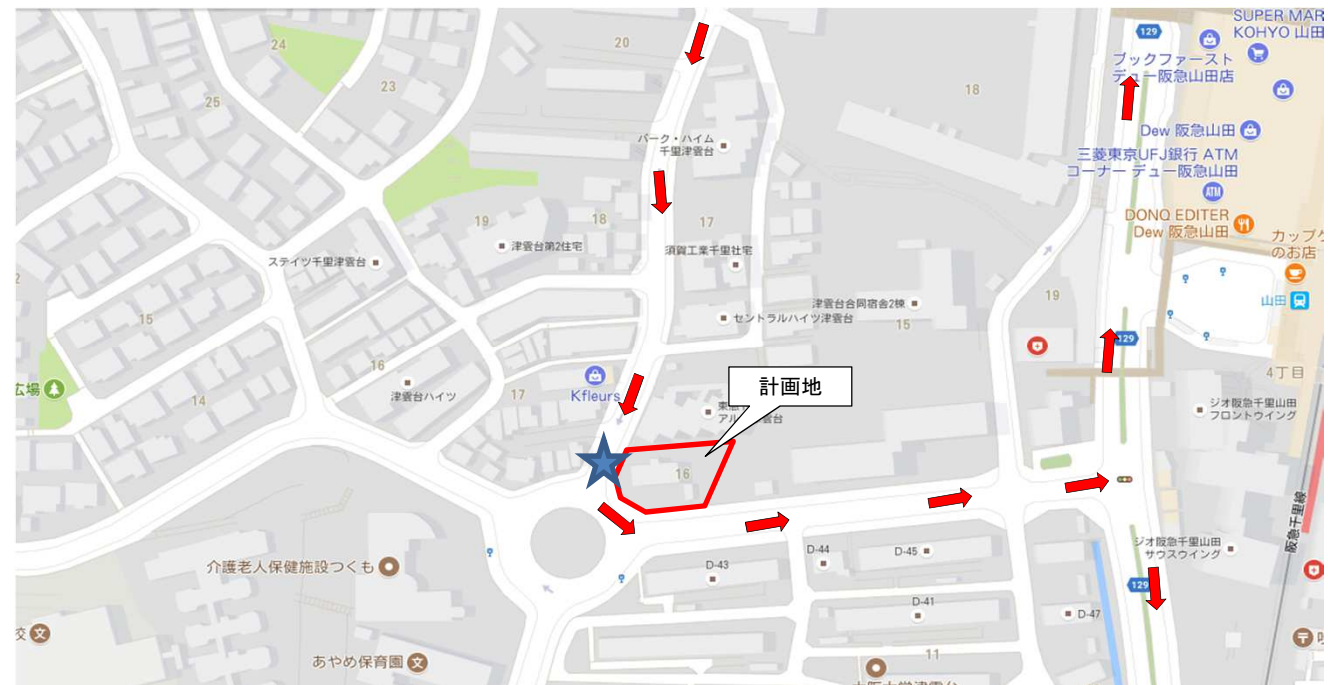 SUPER MAR
KOHYO 山田
129
ブックファースト
デュー阪急山田店
24
20
23
25
18
Dew 阪急山田
三菱東京UFJ銀行 ATM
コーナー デュー阪急山田
ATM
パーク・ハイム
千里津雲台
DONQ EDITER
Dew 阪急山田
カップケ
のお店
19
18
17
津雲台第2住宅
須賀工業千里社宅
ステイツ千里津雲台
山田
19
津雲台合同宿舎2棟
15
セントラルハイツ津雲台
15
129
16
4丁目
計画地
広場
14
津雲台ハイツ
17
Kfleurs
ジオ阪急千里山田
フロントウイング
16
阪急千里線
ジオ阪急千里山田
サウスウイング
介護老人保健施設つくも
D-43
D-44
D-45
129
D-41
D-47
校
文
あやめ保育園
文
11